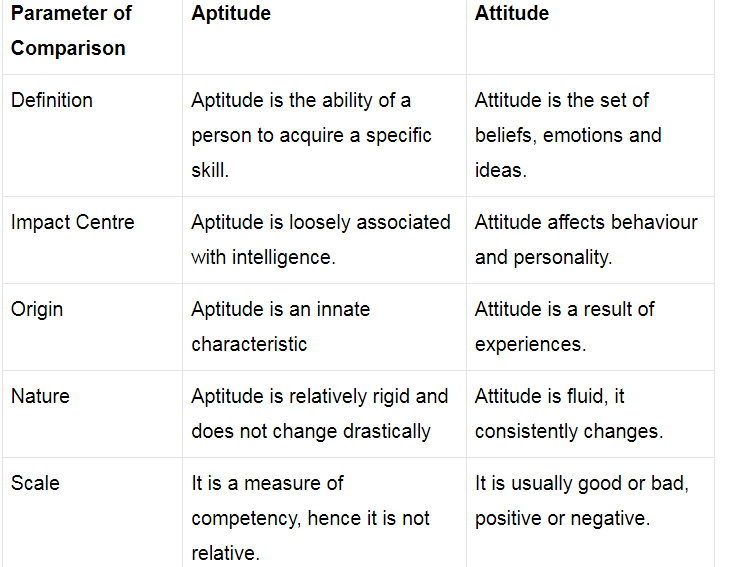 Parameter of Comparison	Aptitude	Attitude
Definition	Aptitude is the ability of a person to acquire a specific skill.	Attitude is the set of beliefs, emotions and ideas.
Impact Centre	Aptitude is loosely associated with intelligence.	Attitude affects behaviour and personality.
Origin	Aptitude is an innate characteristic	Attitude is a result of experiences.
Nature	Aptitude is relatively rigid and does not change drastically	Attitude is fluid, it consistently changes.
Scale	It is a measure of competency, hence it is not relative.	It is usually good or bad, positive or negative.